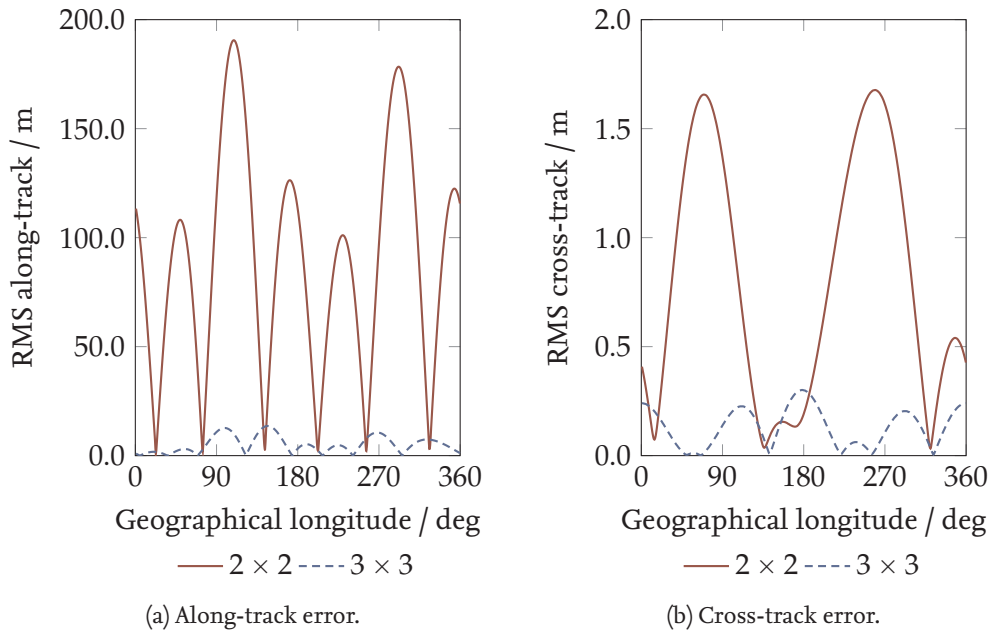 200.0
150.0
100.0
50.0
0.0
0 90 180 270 360
RMS along-track / m
Geographical longitude / deg
2 × 2 3 × 3
(a) Along-track error.
2.0
1.5
1.0
0.5
0.0
0 90 180 270 360
RMS cross-track / m
Geographical longitude / deg
2 × 2 3 × 3
(b) Cross-track error.